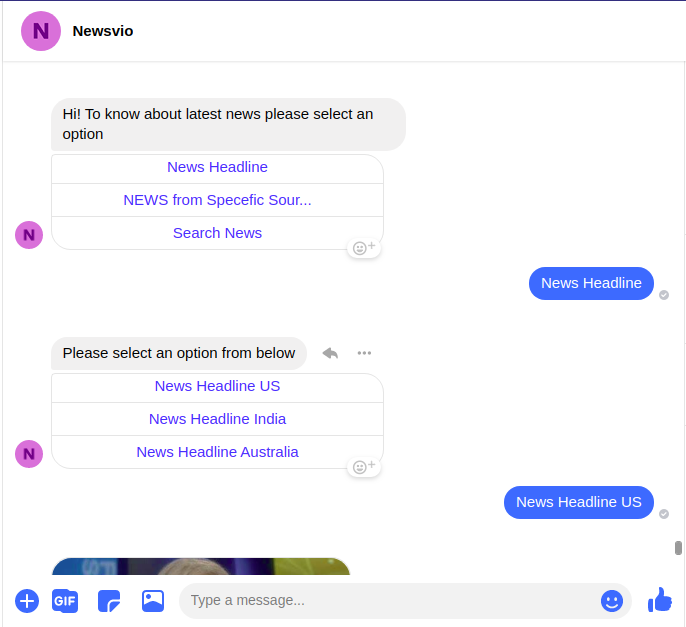 N Newsvio
Hi! To know about latest news please select an
option
News Headline
NEWS from Specefic Sour...
Search News
N
News Headline
Please select an option from below
News Headline US
News Headline India
News Headline Australia
N
News Headline US
GIF
Type a message...